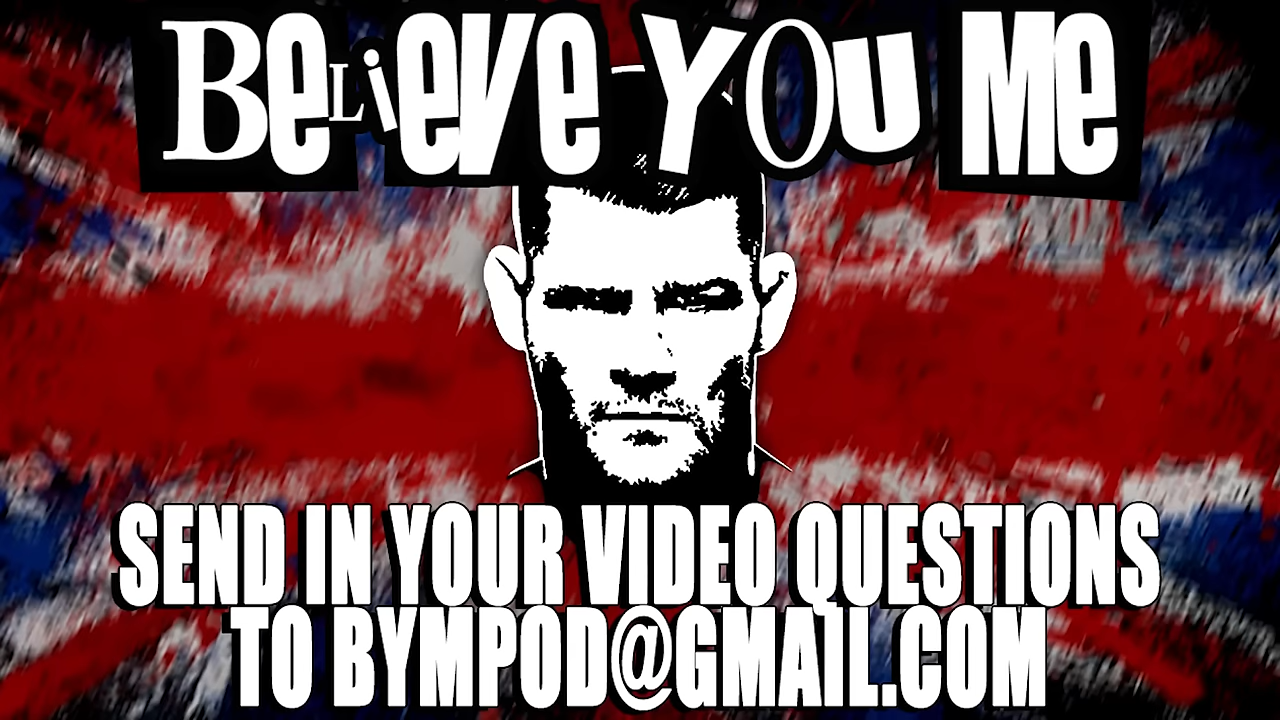 BeLieve YOu Me
SEND IN YOUR VIDEO QUESTIONS
TO BYMPOD@GMAIL.COM